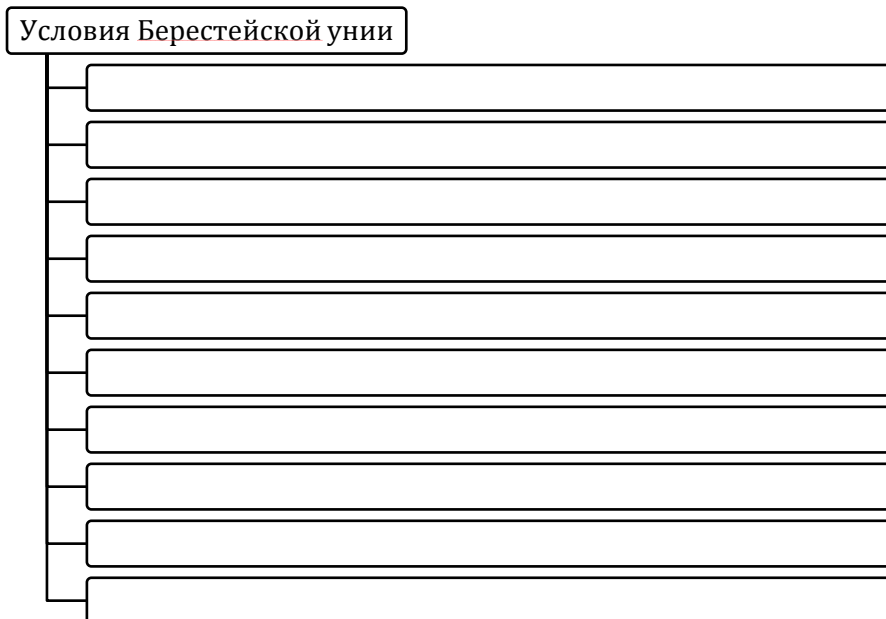 Условия Берестейской унии